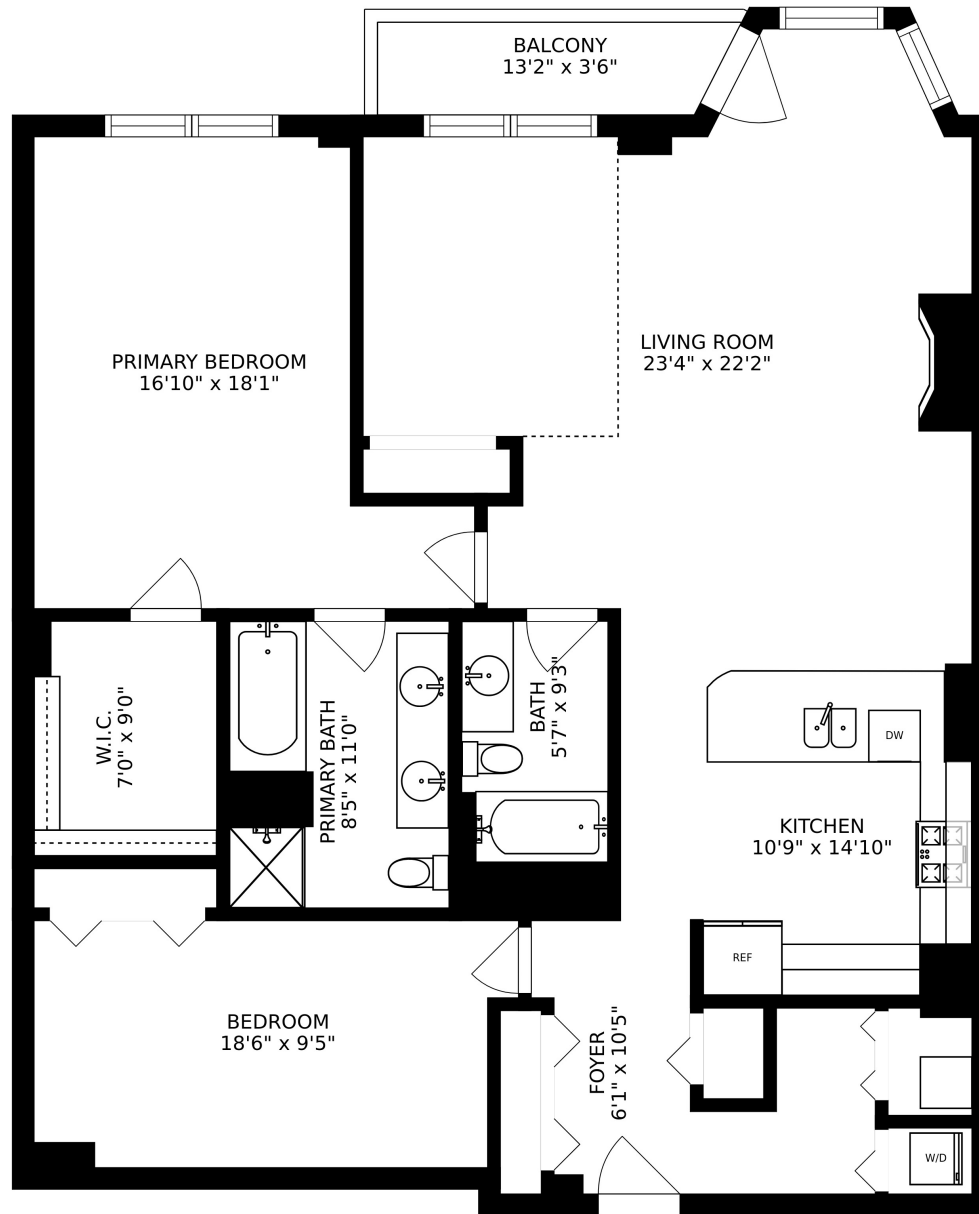 BALCONY
13'2" x 3'6"
LIVING ROOM
23'4" x 22'2"
PRIMARY BEDROOM
16'10" x 18'1"
W.I.C.
7'0" x 9'0"
PRIMARY BATH
8'5" x 11'0"
BATH
5'7" x 9'3"
DW
KITCHEN
10'9" x 14'10"
REF
BEDROOM
18'6" x 9'5"
FOYER
6'1" x 10'5"
W/D